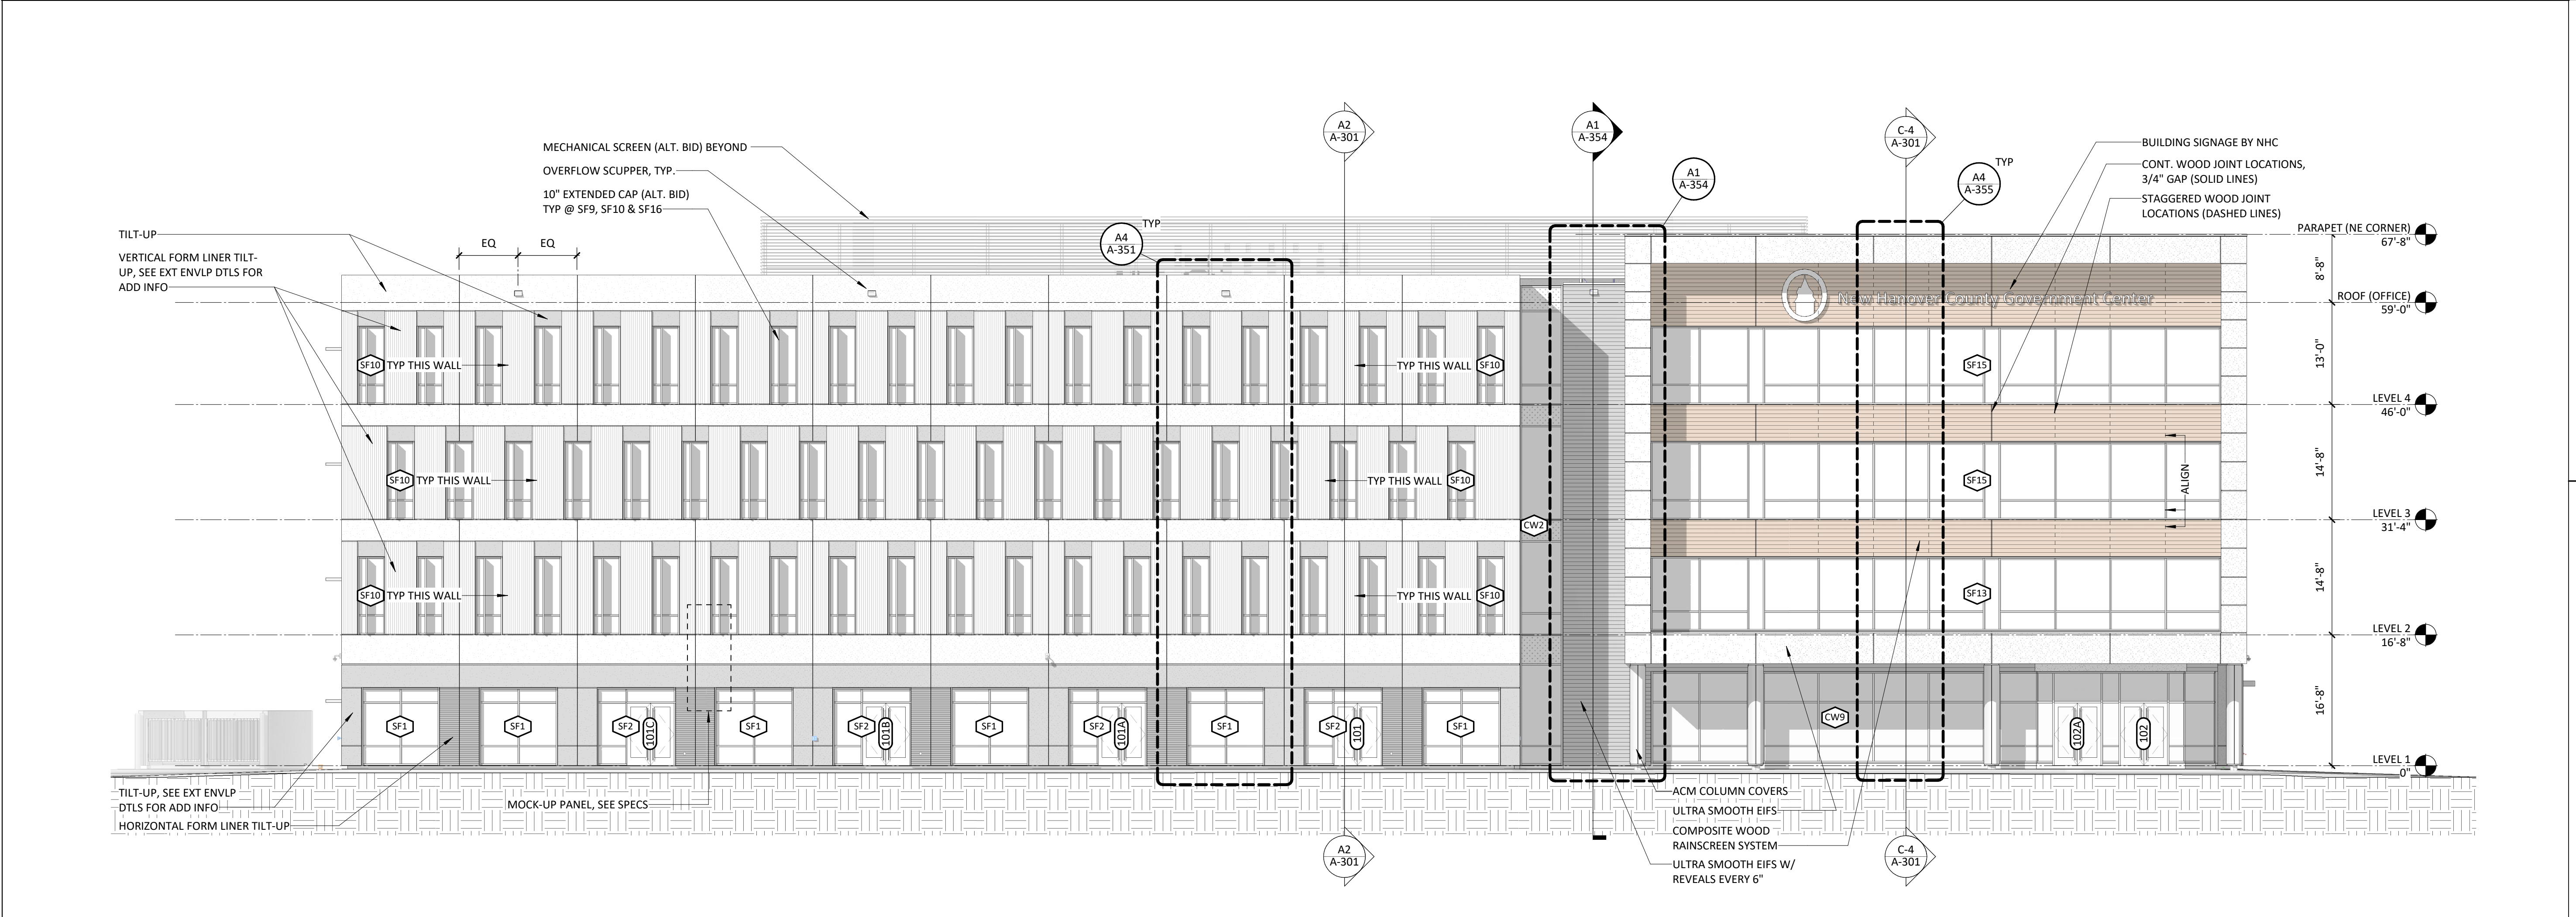 A2
A-301
A1
A-354
C-4
A-301
MECHANICAL SCREEN (ALT. BID) BEYOND
OVERFLOW SCUPPER, TYP.
10" EXTENDED CAP (ALT. BID)
TYP @ SF9, SF10 & SF16
A1
A-354
A4
A-355
TYP
BUILDING SIGNAGE BY NHC
CONT. WOOD JOINT LOCATIONS,
3/4" GAP (SOLID LINES)
STAGGERED WOOD JOINT
LOCATIONS (DASHED LINES)
TILT-UP
VERTICAL FORM LINER TILT-
UP, SEE EXT ENVLP DTLS FOR
ADD INFO
EQ
EQ
A4
A-351
TYP
PARAPET (NE CORNER)
67'-8"
8'-8"
New Hanover County Government Center
ROOF (OFFICE)
59'-0"
13'-0"
SF10 TYP THIS WALL
TYP THIS WALL SF10
SF15
LEVEL 4
46'-0"
14'-8"
ALIGN
SF10 TYP THIS WALL
TYP THIS WALL SF10
SF15
CW2
LEVEL 3
31'-4"
14'-8"
SF10 TYP THIS WALL
TYP THIS WALL SF10
SF13
LEVEL 2
16'-8"
16'-8"
SF1
SF1
SF2
101C
SF1
SF2
101B
SF1
SF2
101A
SF1
SF2
101
SF1
CW9
102A
102
LEVEL 1
0"
TILT-UP, SEE EXT ENVLP
DTLS FOR ADD INFO
HORIZONTAL FORM LINER TILT-UP
MOCK-UP PANEL, SEE SPECS
ACM COLUMN COVERS
ULTRA SMOOTH EIFS
COMPOSITE WOOD
RAINSCREEN SYSTEM
ULTRA SMOOTH EIFS W/
REVEALS EVERY 6"
A2
A-301
C-4
A-301